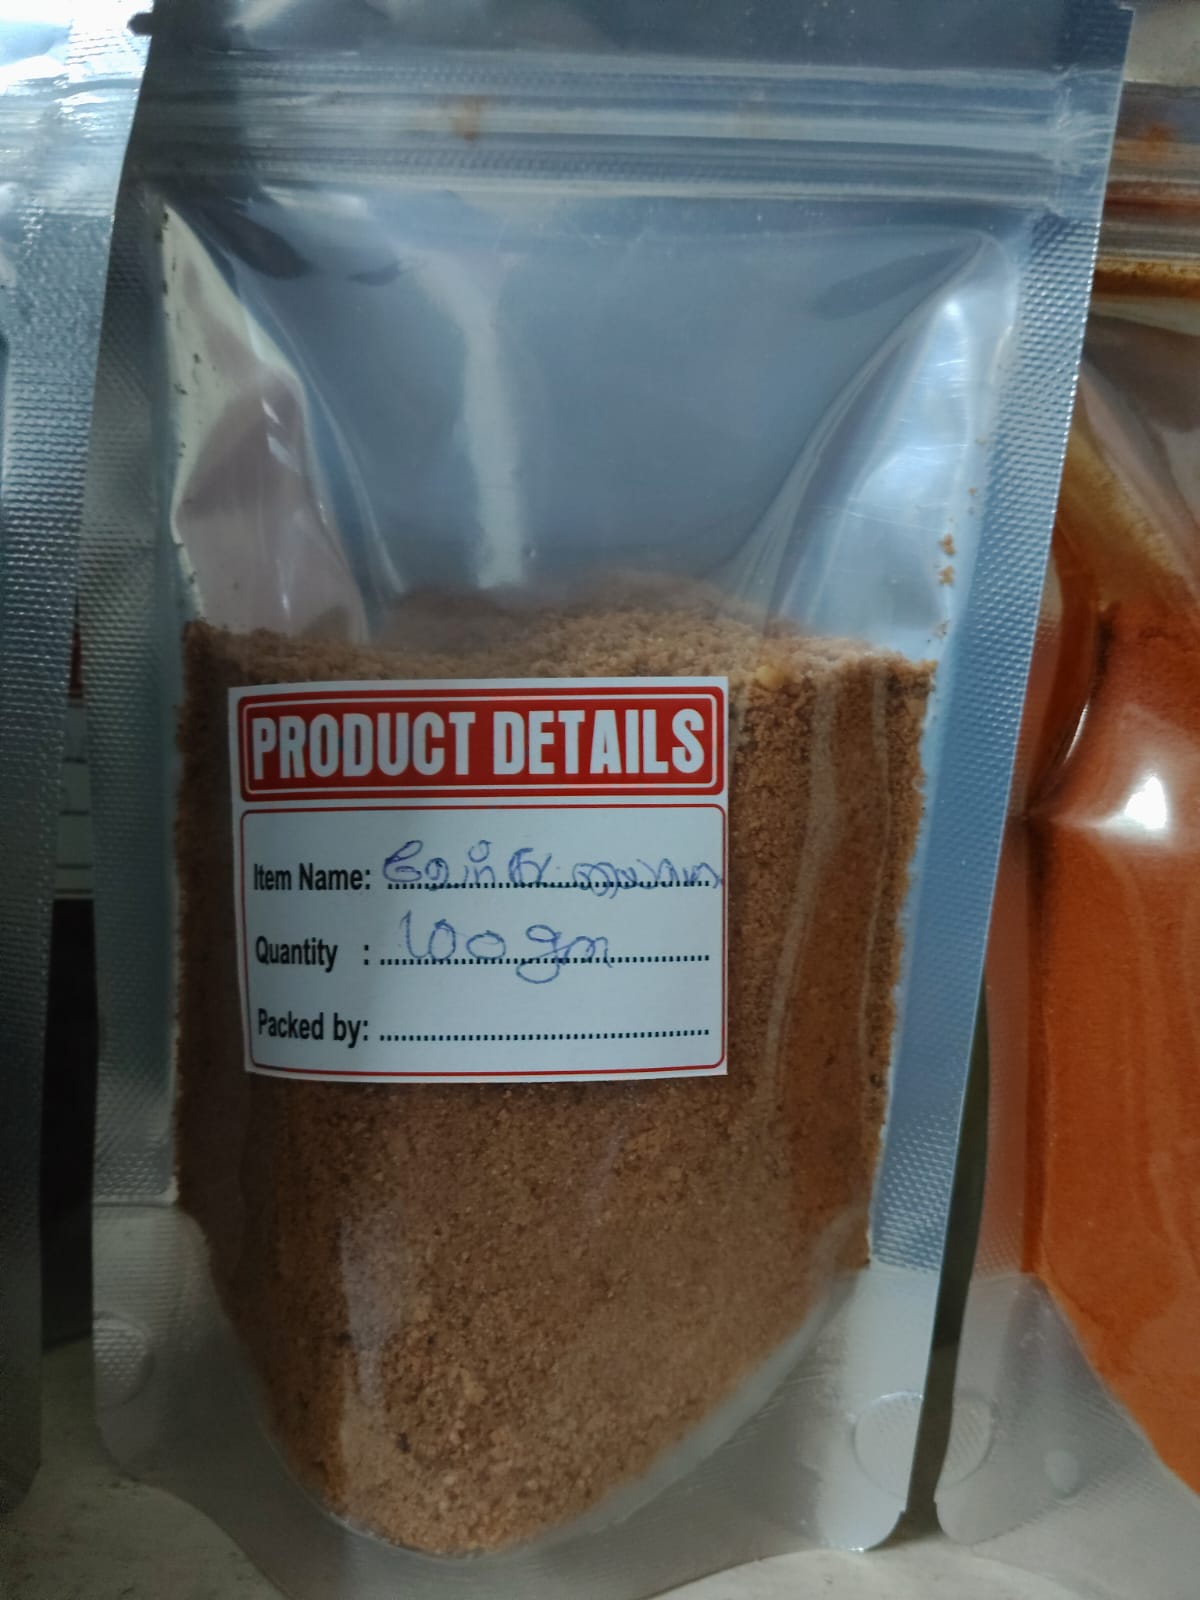 PRODUCT DETAILS
Item Name:
Quantity : 100 gm
Packed by: